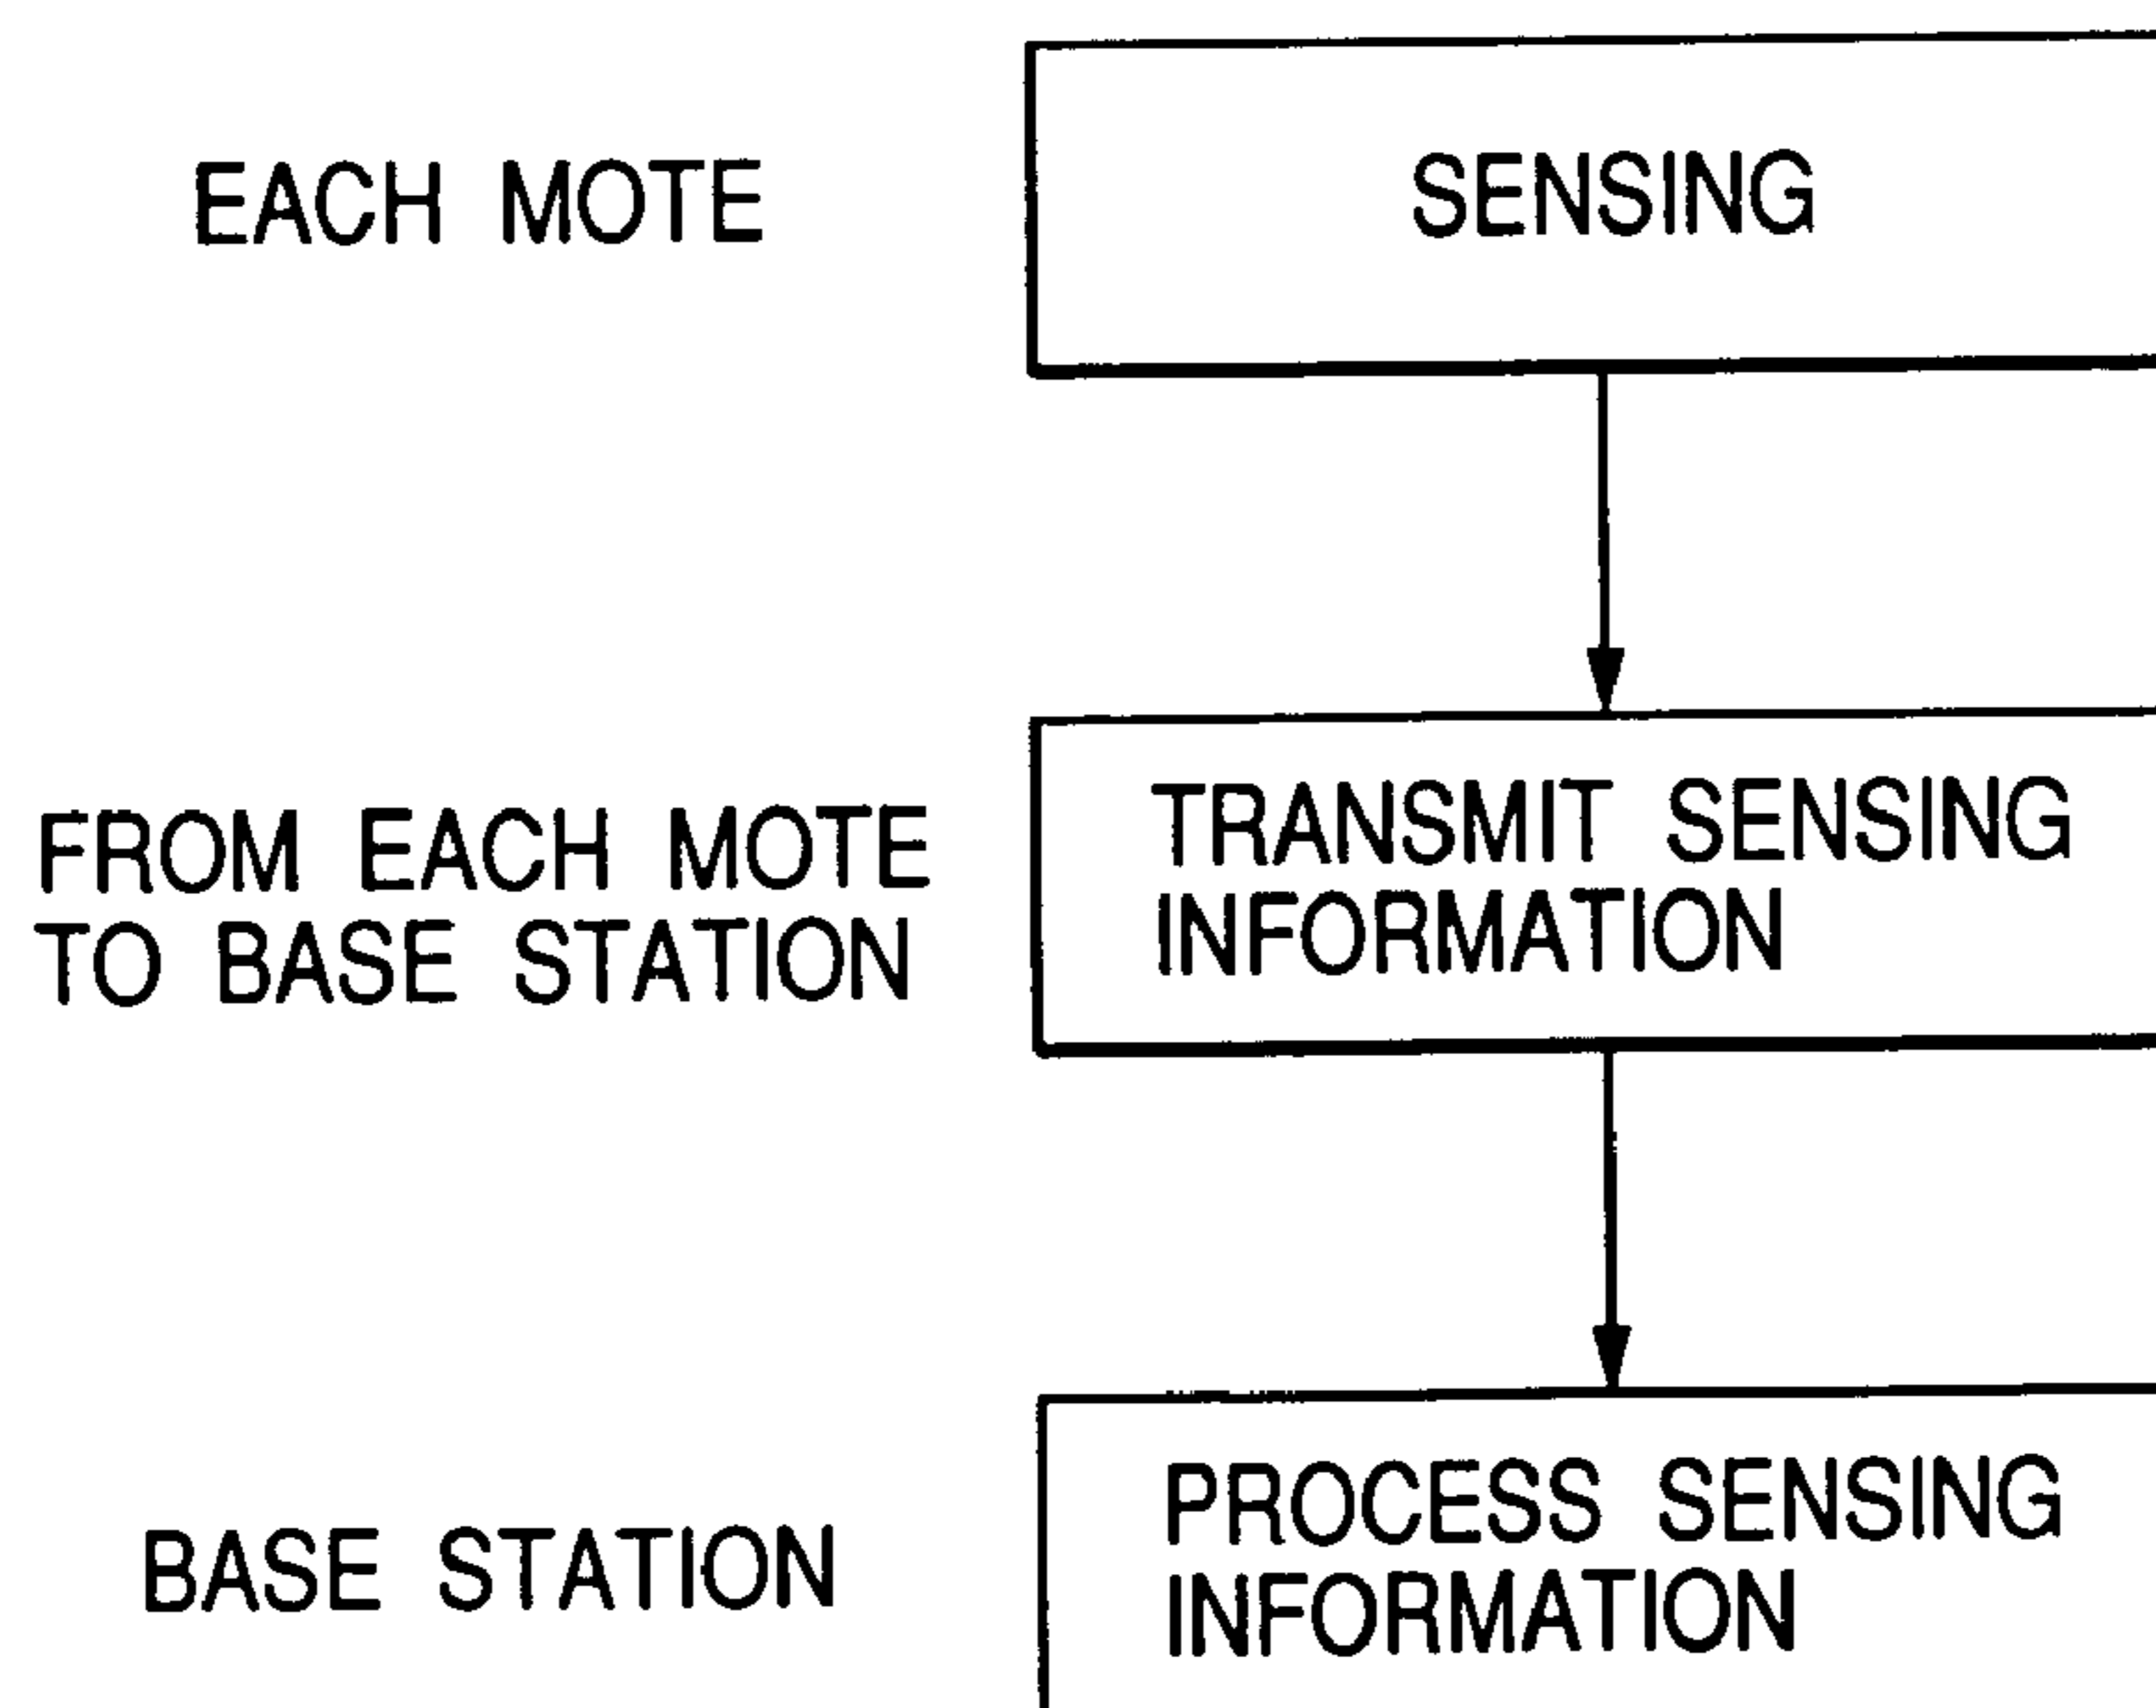 EACH MOTE
SENSING
FROM EACH MOTE
TO BASE STATION
TRANSMIT SENSING
INFORMATION
BASE STATION
PROCESS SENSING
INFORMATION